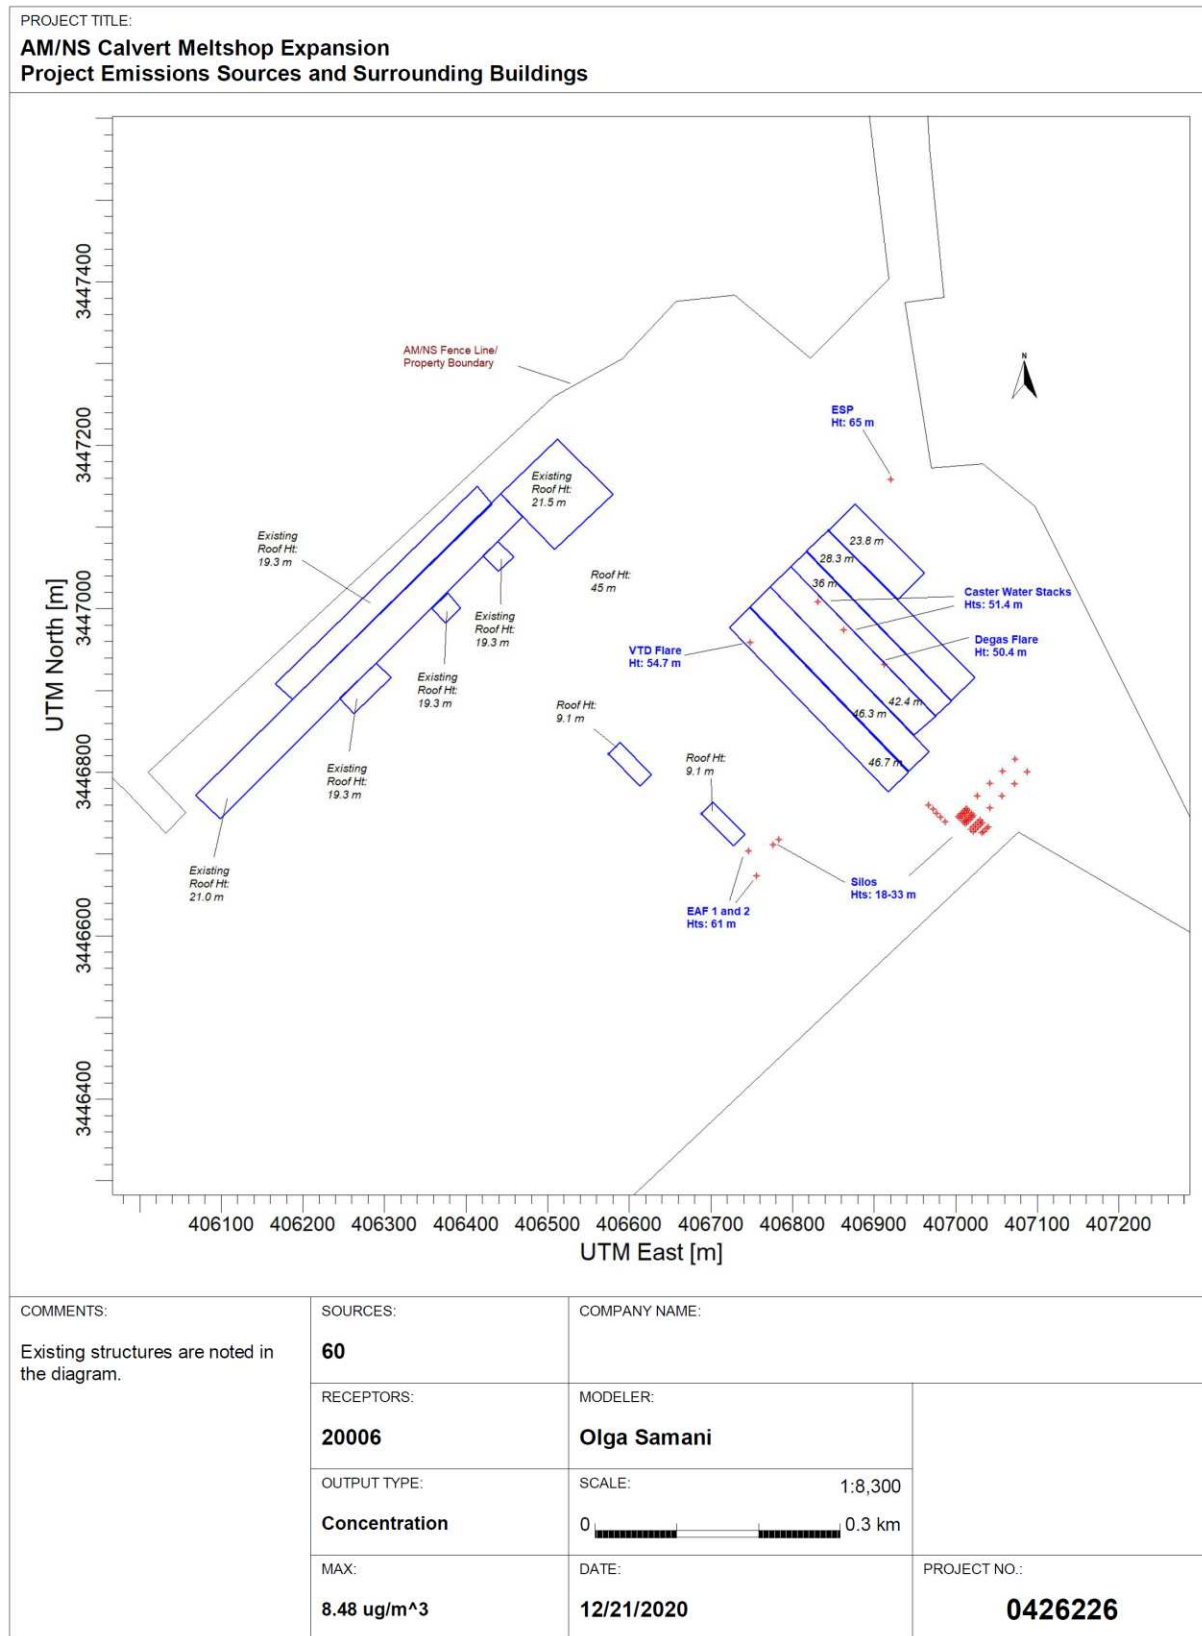 PROJECT TITLE:
AM/NS Calvert Meltshop Expansion
Project Emissions Sources and Surrounding Buildings
UTM North [m]
3447400
3447200
3447000
3446800
3446600
3446400
AM/NS Fence Line/
Property Boundary
N
ESP
Ht: 65 m
Existing
Roof Ht:
21.5 m
Existing
Roof Ht:
19.3 m
23.8 m
28.3 m
36 m
Roof Ht:
45 m
Caster Water Stacks
Hts: 51.4 m
Existing
Roof Ht:
19.3 m
Degas Flare
Ht: 50.4 m
VTD Flare
Ht: 54.7 m
Existing
Roof Ht:
19.3 m
42.4 m
46.3 m
Roof Ht:
9.1 m
Roof Ht:
9.1 m
46.7 m
Existing
Roof Ht:
19.3 m
Existing
Roof Ht:
21.0 m
Silos
Hts: 18-33 m
EAF 1 and 2
Hts: 61 m
406100 406200 406300 406400 406500 406600 406700 406800 406900 407000 407100 407200
UTM East [m]
COMMENTS:
Existing structures are noted in
the diagram.
SOURCES:
60
COMPANY NAME:
RECEPTORS:
20006
MODELER:
Olga Samani
OUTPUT TYPE:
Concentration
SCALE: 1:8,300
0 0.3 km
MAX:
8.48 ug/m^3
DATE:
12/21/2020
PROJECT NO.:
0426226